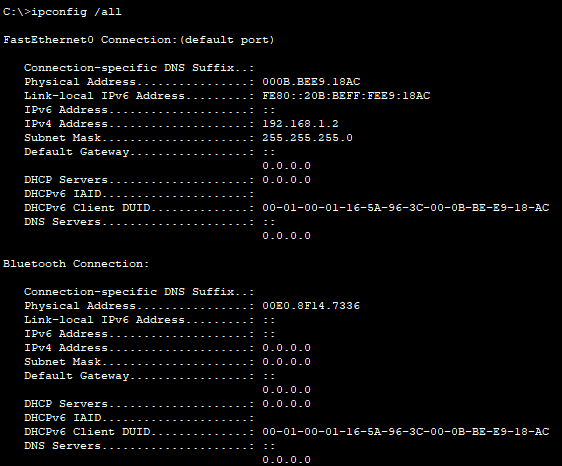 C:\>ipconfig /all
FastEthernet0 Connection:(default port)
Connection-specific DNS Suffix..:
Physical Address................: 000B.BEE9.18AC
Link-local IPv6 Address.........: FE80::20B:BEFF:FEE9:18AC
IPv6 Address....................: ::
IPv4 Address....................: 192.168.1.2
Subnet Mask.....................: 255.255.255.0
Default Gateway.................: ::
0.0.0.0
DHCP Servers....................: 0.0.0.0
DHCPv6 IAID.....................:
DHCPv6 Client DUID..............: 00-01-00-01-16-5A-96-3C-00-0B-BE-E9-18-AC
DNS Servers.....................: ::
0.0.0.0
Bluetooth Connection:
Connection-specific DNS Suffix..:
Physical Address................: 00E0.8F14.7336
Link-local IPv6 Address.........: ::
IPv6 Address....................: ::
IPv4 Address....................: 0.0.0.0
Subnet Mask.....................: 0.0.0.0
Default Gateway.................: ::
0.0.0.0
DHCP Servers....................: 0.0.0.0
DHCPv6 IAID.....................:
DHCPv6 Client DUID..............: 00-01-00-01-16-5A-96-3C-00-0B-BE-E9-18-AC
DNS Servers.....................: ::
0.0.0.0